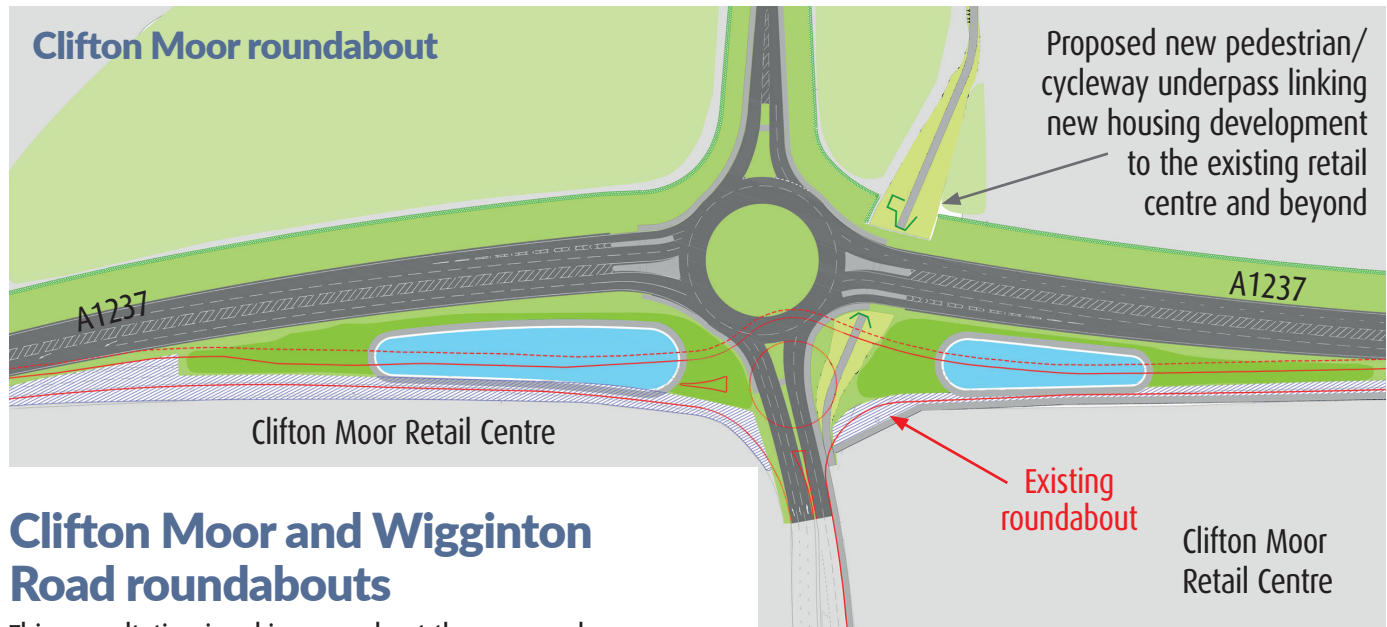 Clifton Moor roundabout
Proposed new pedestrian/
cycleway underpass linking
new housing development
to the existing retail
centre and beyond
A1237
A1237
Clifton Moor Retail Centre
Existing
roundabout
Clifton Moor
Retail Centre
Clifton Moor and Wigginton
Road roundabouts